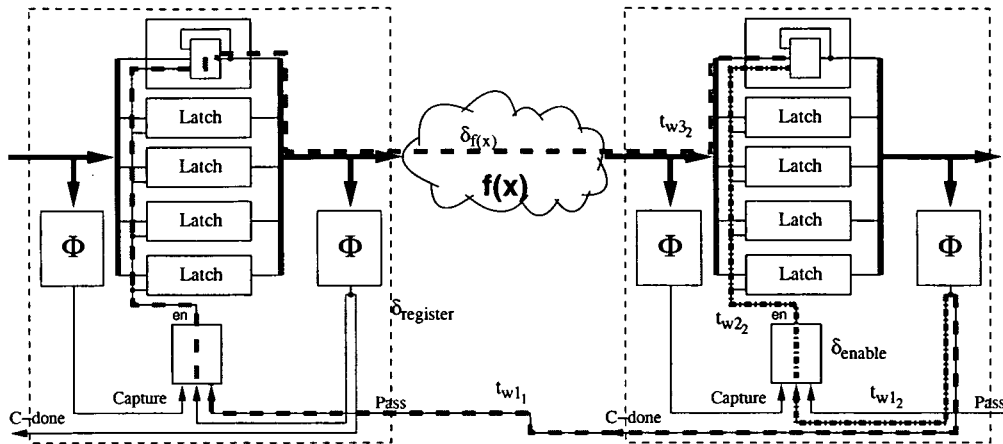 Latch
Latch
Latch
Latch
Φ
Φ
en
δregister
Capture
Pass
C-done
tw11
δf(x)
f(x)
tw32
Latch
Latch
Latch
Latch
Φ
Φ
en
tw22
δenable
Capture
tw12
Pass
C-done